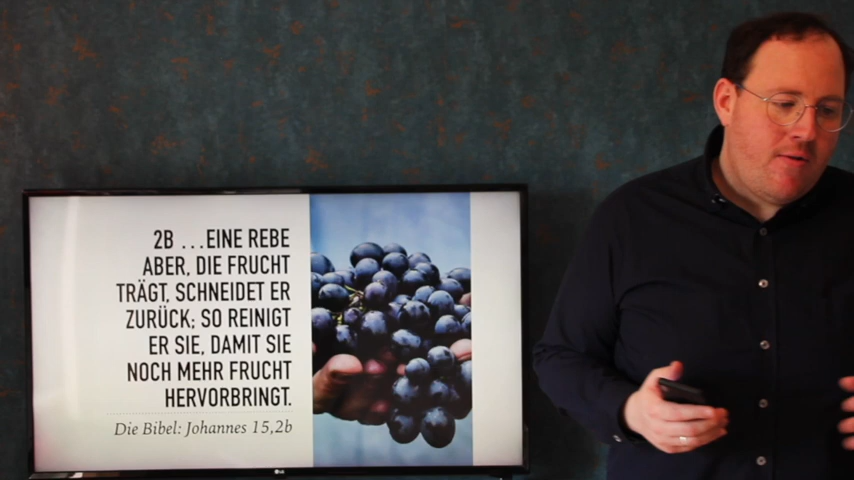 2B ...EINE REBE
ABER, DIE FRUCHT
TRÄGT, SCHNEIDET ER
ZURÜCK; SO REINIGT
ER SIE, DAMIT SIE
NOCH MEHR FRUCHT
HERVORBRINGT.
Die Bibel: Johannes 15,2b
LG